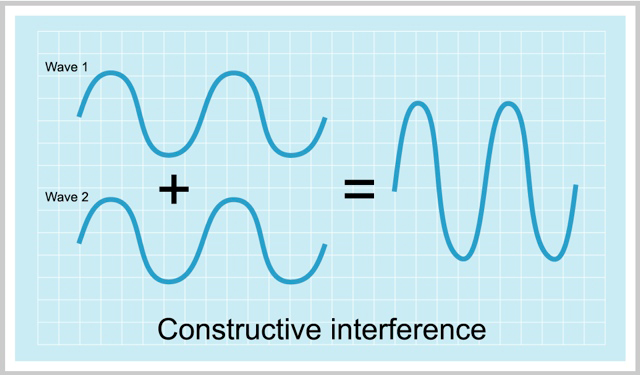 Wave 1
Wave 2
+
=
Constructive interference